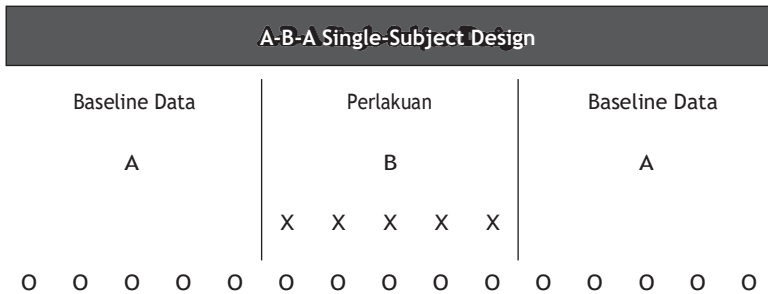 A-B-A Single-Subject Design
Baseline Data Perlakuan Baseline Data
A B A
X X X X X
O O O O O O O O O O O O O O O